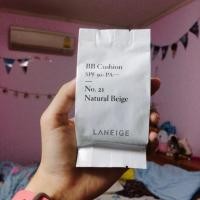 BB Cushion
SPF 50+ PA+++
No. 21
Natural Beige
LANEIGE